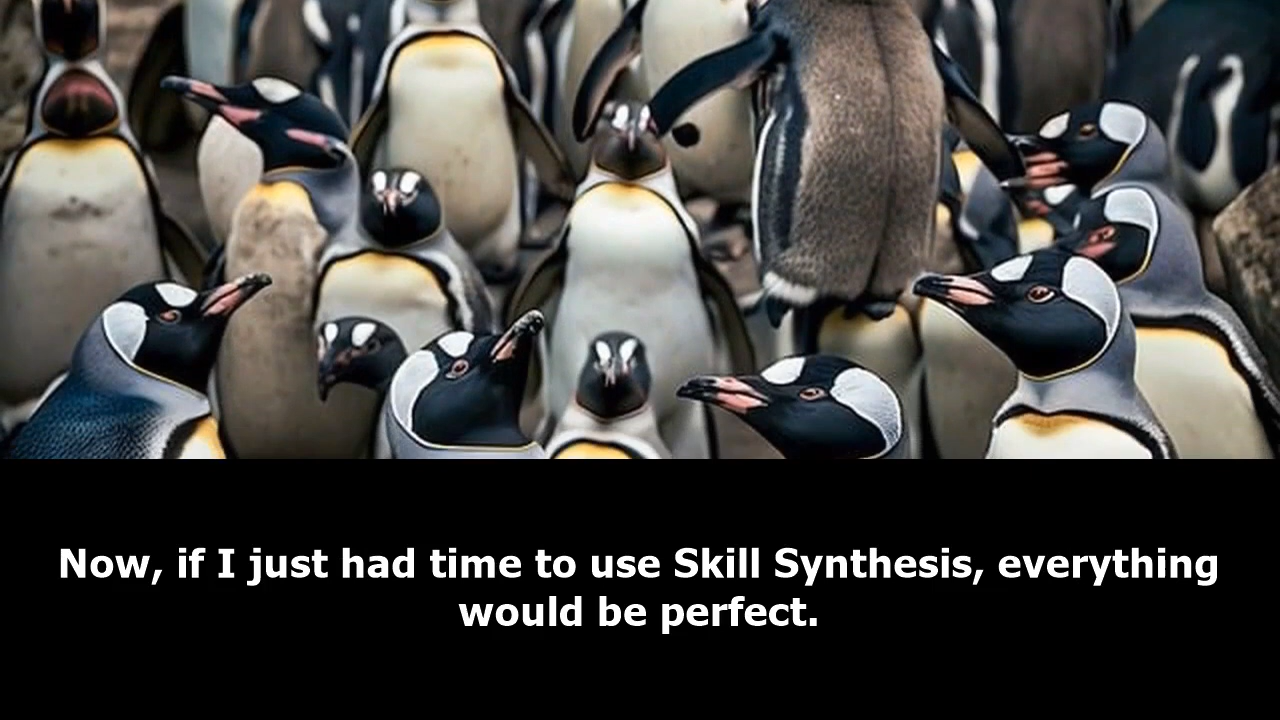 Now, if I just had time to use Skill Synthesis, everything
would be perfect.